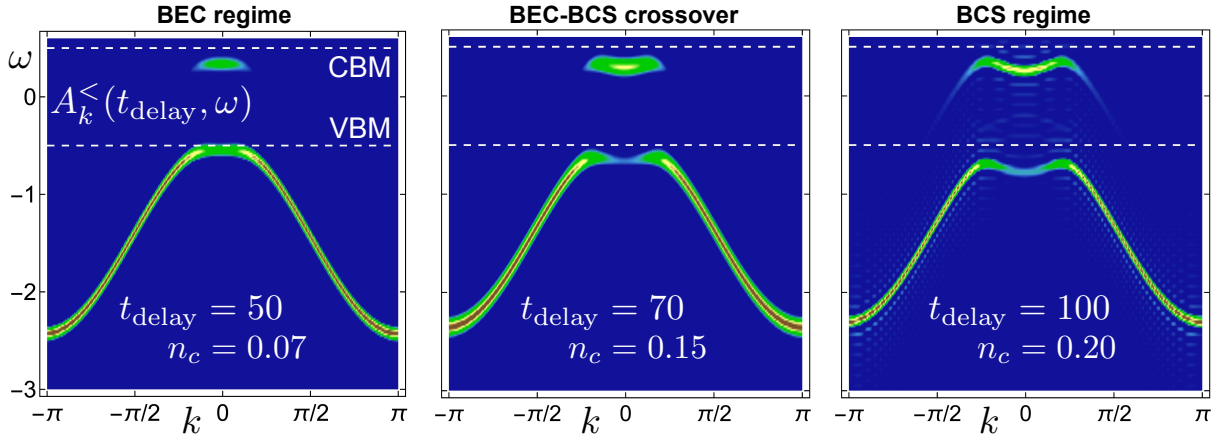 BEC regime
BEC-BCS crossover
BCS regime
ω
0
−1
−2
−3
CBM
A_k^<(t_delay, ω)
VBM
t_delay = 50
n_c = 0.07
t_delay = 70
n_c = 0.15
t_delay = 100
n_c = 0.20
−π −π/2 k 0 π/2 π
−π −π/2 k 0 π/2 π
−π −π/2 k 0 π/2 π